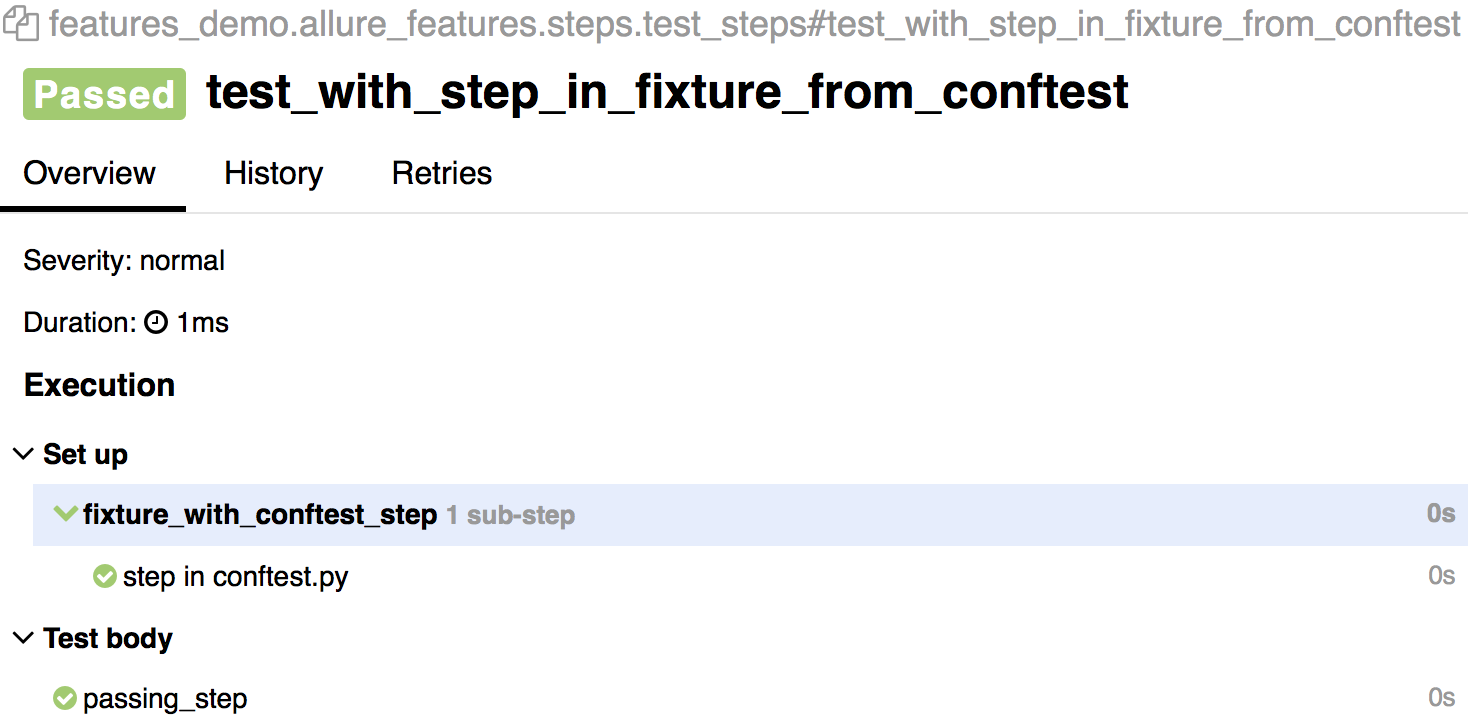 features_demo.allure_features.steps.test_steps#test_with_step_in_fixture_from_conftest
Passed test_with_step_in_fixture_from_conftest
Overview History Retries
Severity: normal
Duration: 1ms
Execution
Set up
fixture_with_conftest_step 1 sub-step 0s
step in conftest.py 0s
Test body
passing_step 0s